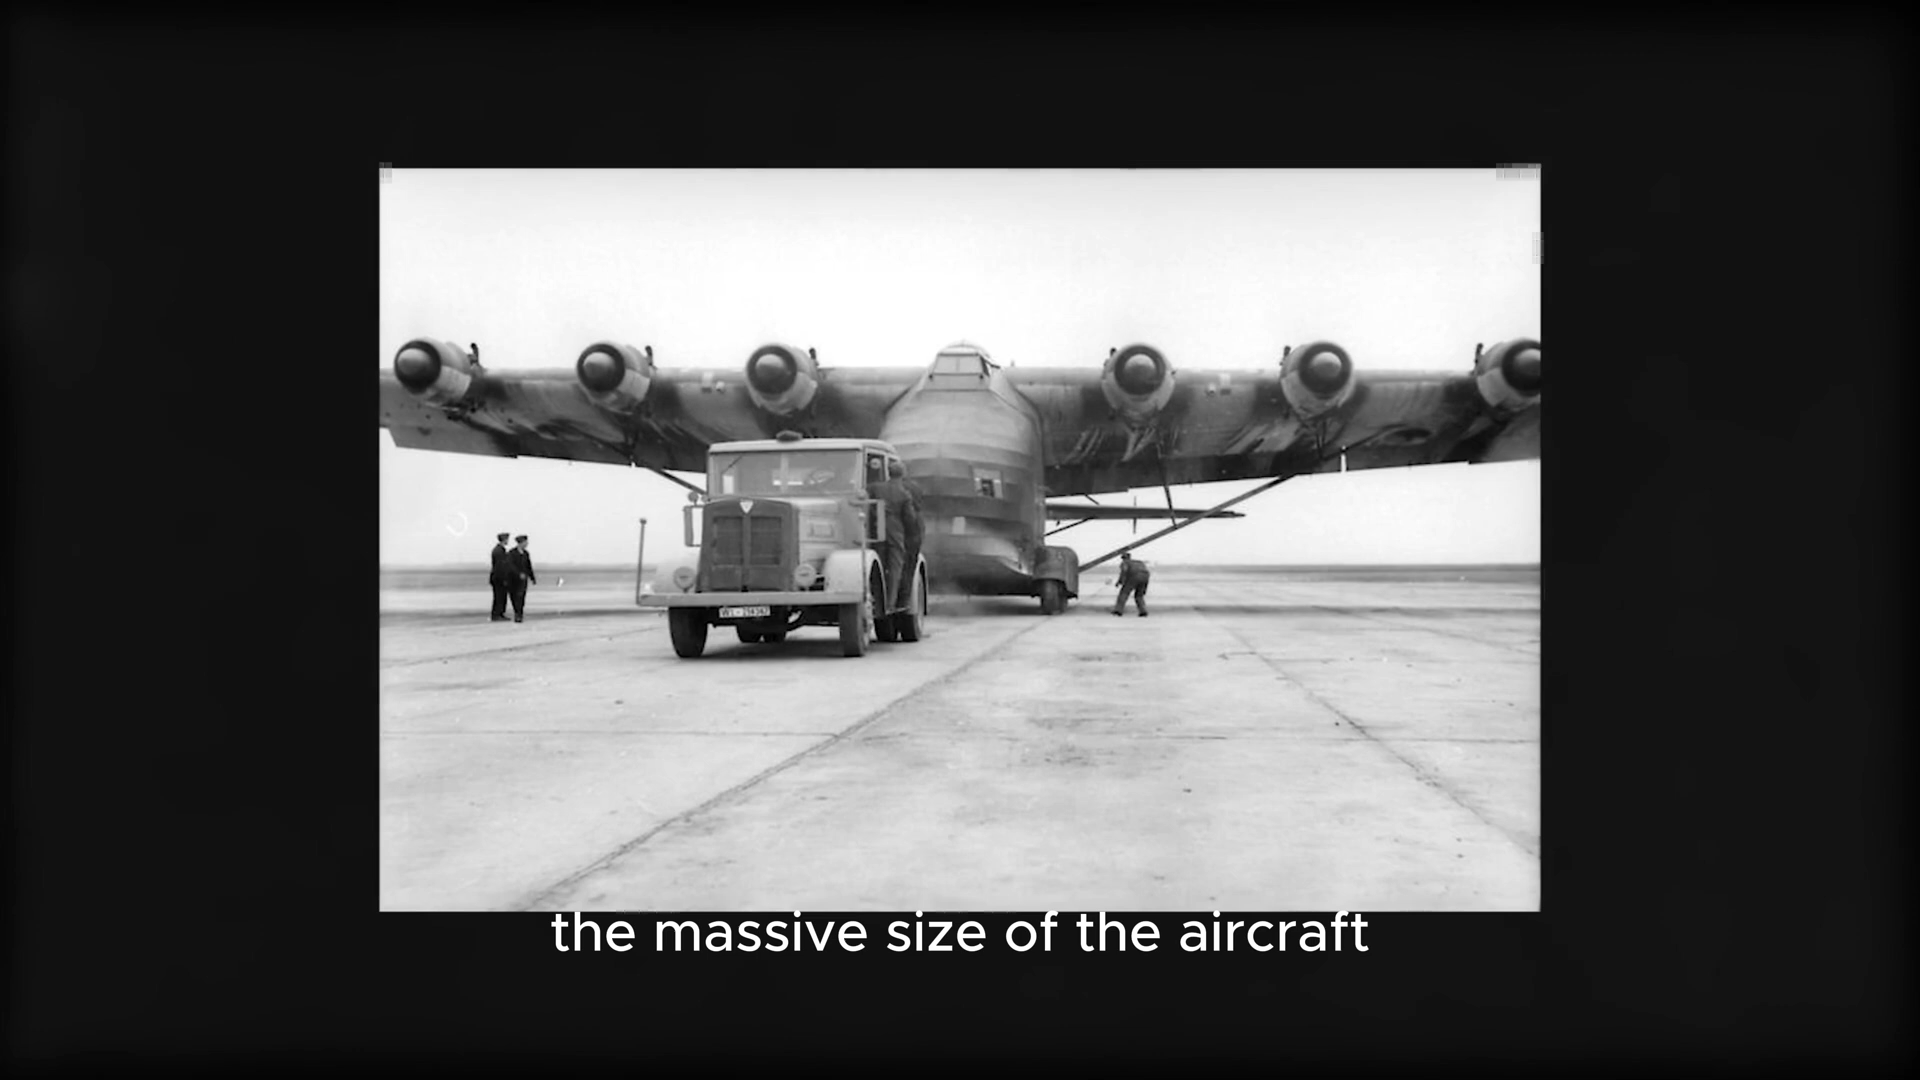 the massive size of the aircraft